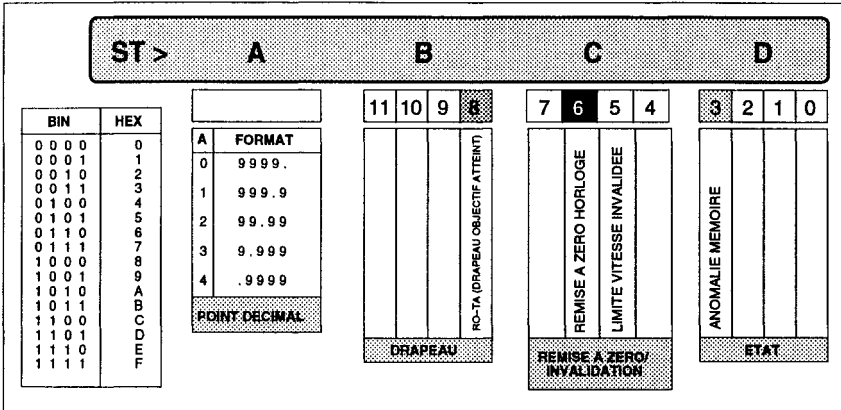 ST > A B C D
11 10 9 8 7 6 5 4 3 2 1 0
BIN HEX
0 0 0 0 0
0 0 0 1 1
0 0 1 0 2
0 0 1 1 3
0 1 0 0 4
0 1 0 1 5
0 1 1 0 6
0 1 1 1 7
1 0 0 0 8
1 0 0 1 9
1 0 1 0 A
1 0 1 1 B
1 1 0 0 C
1 1 0 1 D
1 1 1 0 E
1 1 1 1 F
A FORMAT
0 9999.
1 999.9
2 99.99
3 9.999
4 .9999
POINT DECIMAL
RO-TA (DRAPEAU OBJECTIF ATTEINT)
DRAPEAU
REMISE A ZERO HORLOGE
LIMITE VITESSE INVALIDEE
REMISE A ZERO/
INVALIDATION
ANOMALIE MEMOIRE
ETAT